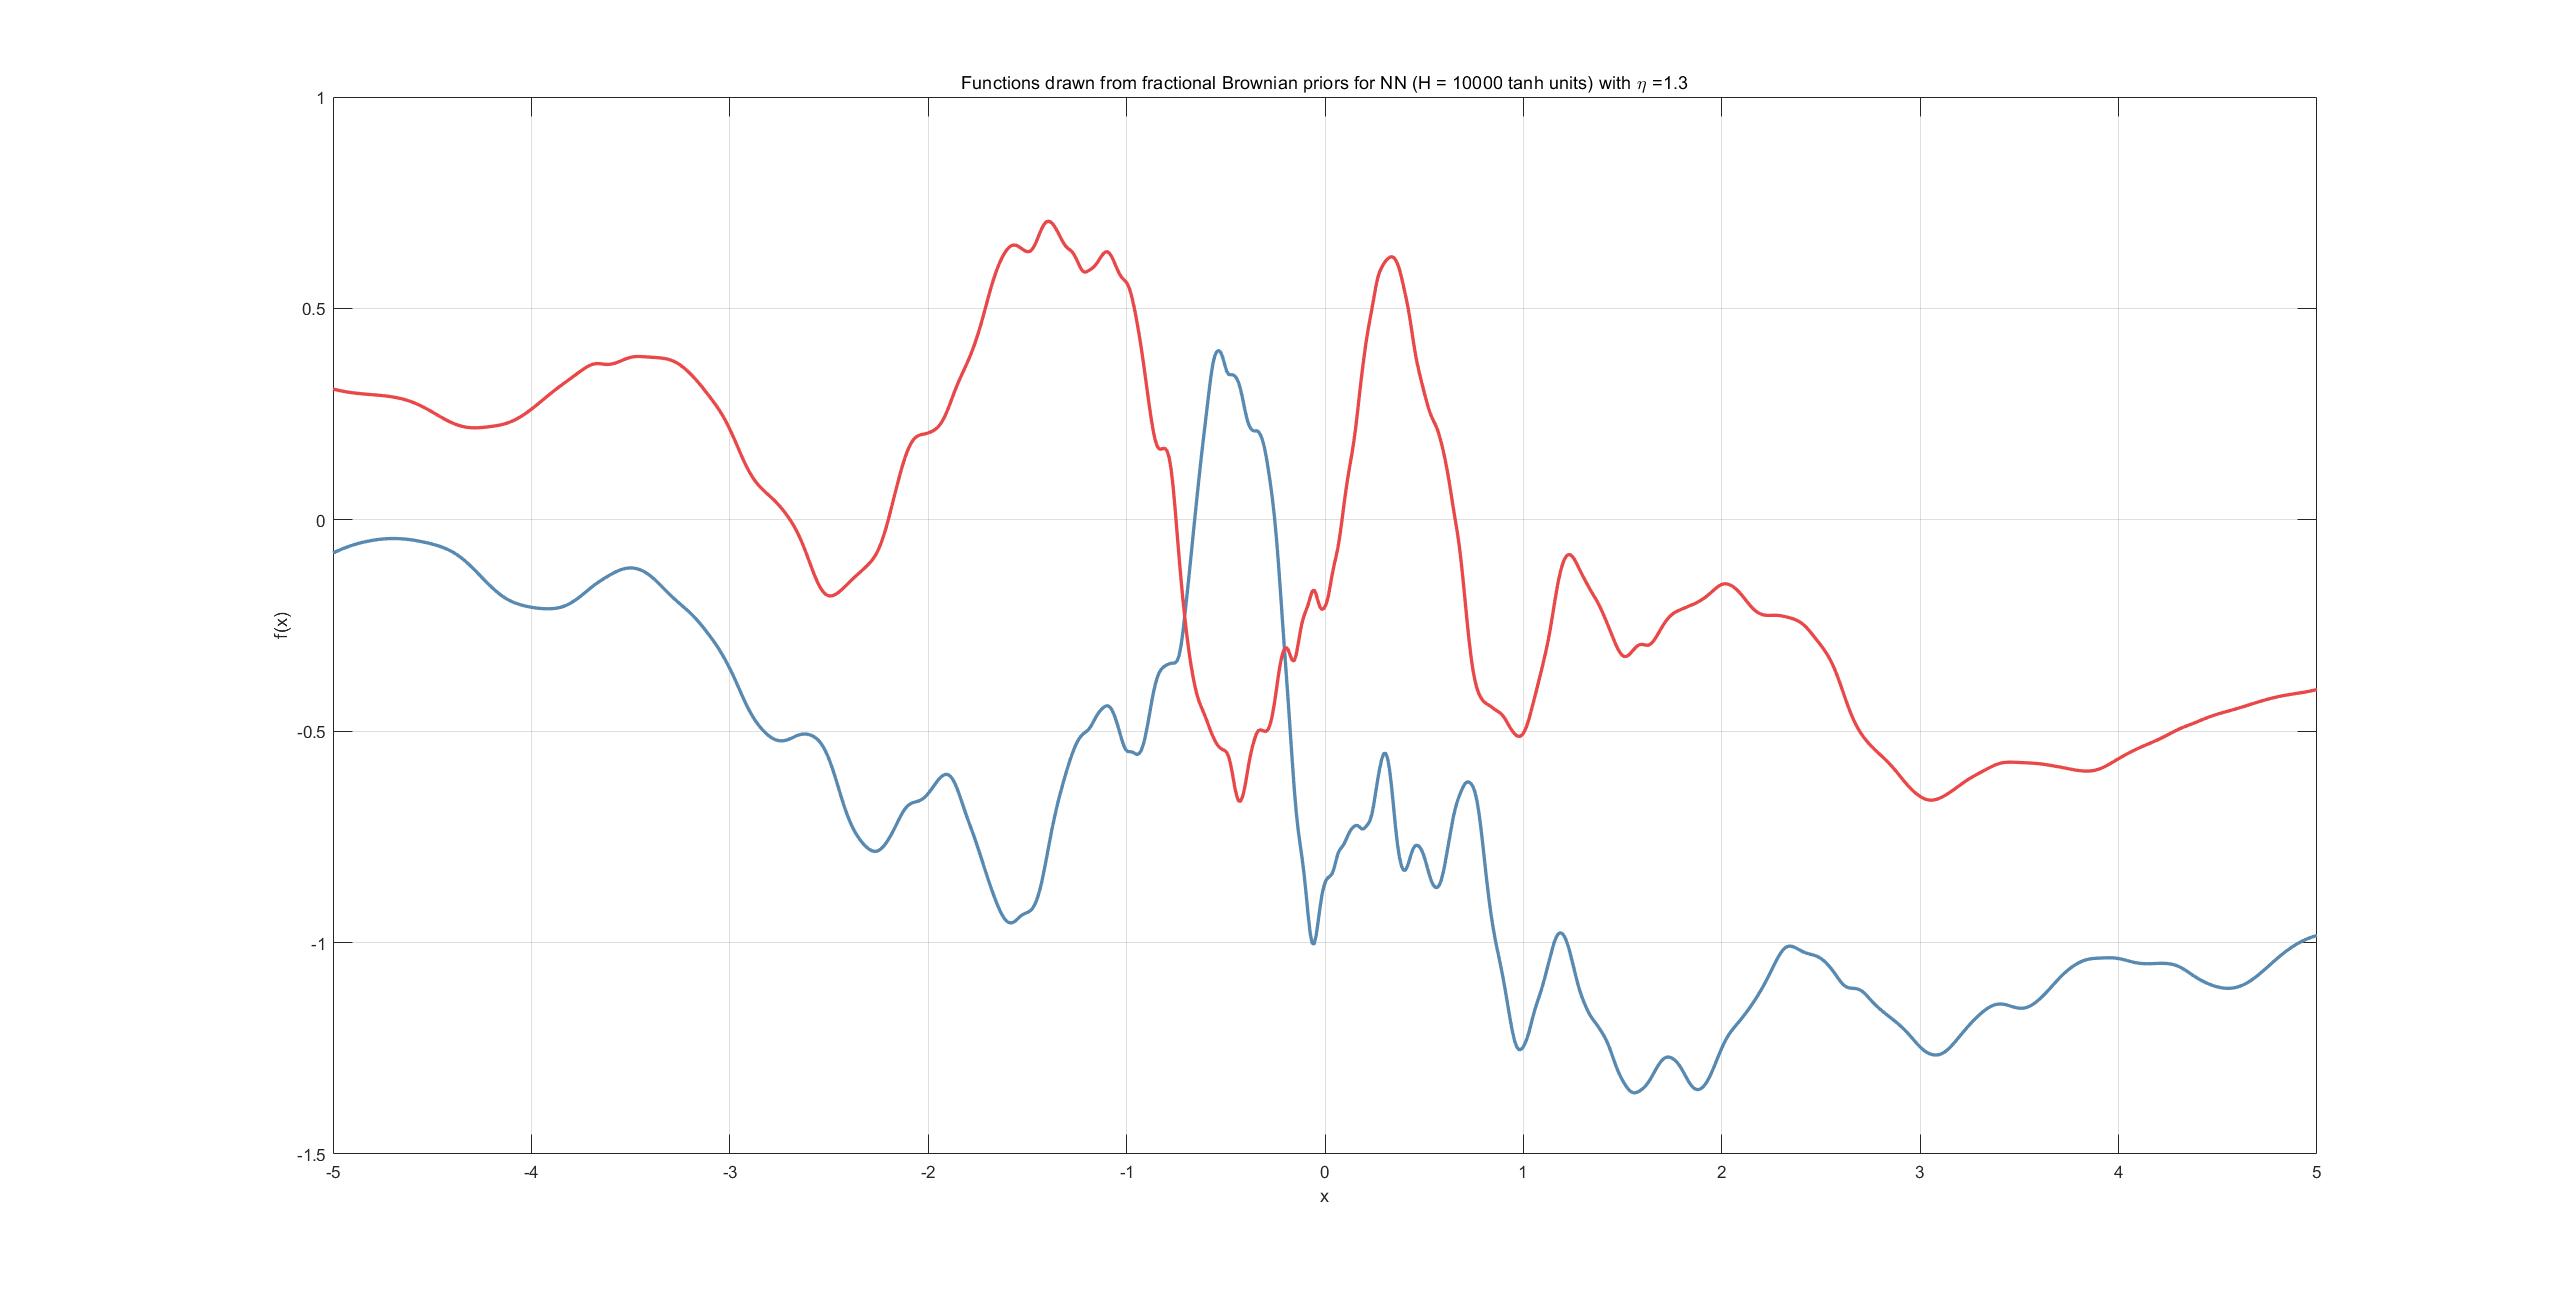 Functions drawn from fractional Brownian priors for NN (H = 10000 tanh units) with η =1.3
1
0.5
0
-0.5
-1
-1.5
f(x)
-5 -4 -3 -2 -1 0 1 2 3 4 5
x